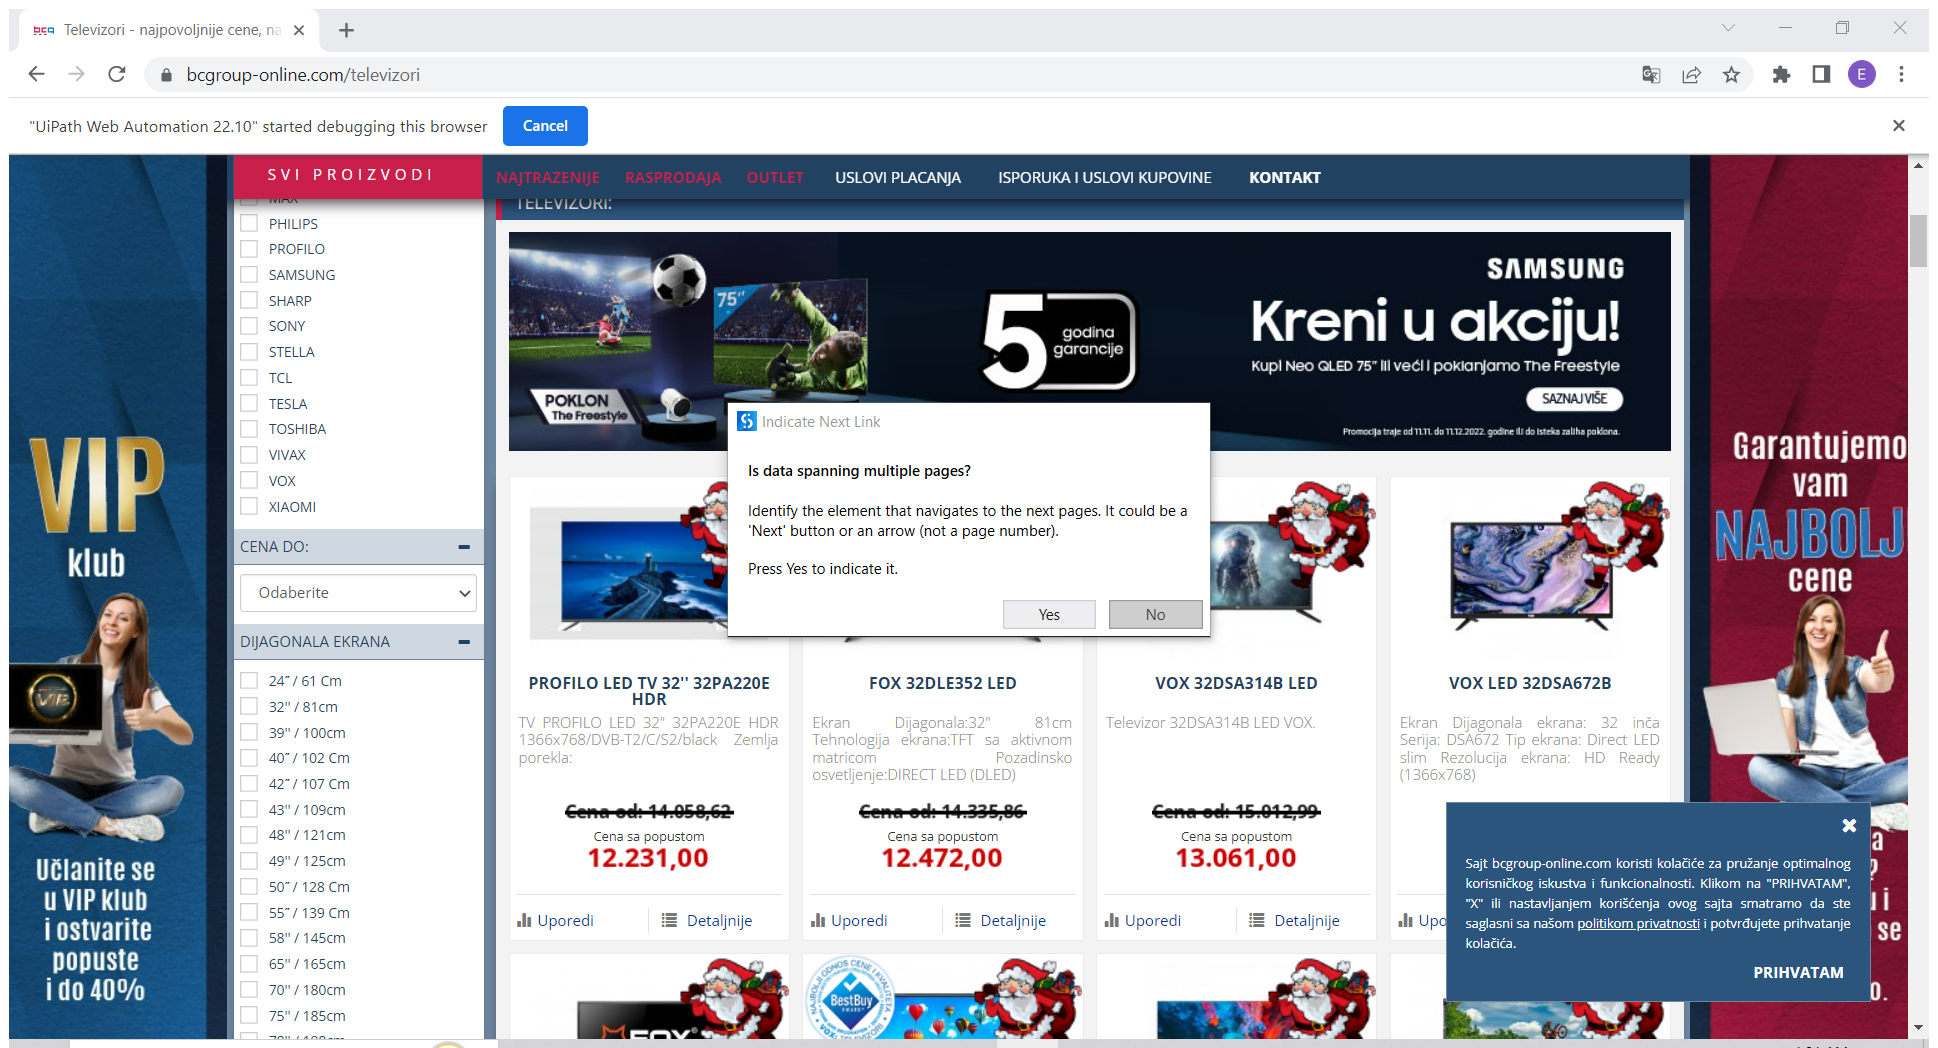 bcg Televizori - najpovoljnije cene, na
bcgroup-online.com/televizori
E
"UiPath Web Automation 22.10" started debugging this browser
Cancel
SVI PROIZVODI
NAJTRAZENIJE
RASPRODAJA
OUTLET
USLOVI PLACANJA
ISPORUKA I USLOVI KUPOVINE
KONTAKT
MAX
PHILIPS
PROFILO
SAMSUNG
SHARP
SONY
STELLA
TCL
TESLA
TOSHIBA
VIVAX
VOX
XIAOMI
CENA DO:
Odaberite
DIJAGONALA EKRANA
24˝ / 61 Cm
32'' / 81cm
39'' / 100cm
40˝ / 102 Cm
42˝ / 107 Cm
43'' / 109cm
48'' / 121cm
49'' / 125cm
50˝ / 128 Cm
55˝ / 139 Cm
58'' / 145cm
65'' / 165cm
70'' / 180cm
75'' / 185cm
TELEVIZORI:
75''
POKLON
The Freestyle
5
godina
garancije
SAMSUNG
Kreni u akciju!
Kupi Neo QLED 75" ili veći i poklanjamo The Freestyle
SAZNAJ VIŠE
Promocija traje od 11.11. do 11.12.2022. godine ili do isteka zaliha poklona.
Indicate Next Link
Is data spanning multiple pages?
Identify the element that navigates to the next pages. It could be a
'Next' button or an arrow (not a page number).
Press Yes to indicate it.
Yes
No
PROFILO LED TV 32'' 32PA220E
HDR
TV PROFILO LED 32" 32PA220E HDR
1366x768/DVB-T2/C/S2/black Zemlja
porekla:
Cena od: 14.058,62
Cena sa popustom
12.231,00
Uporedi
Detaljnije
FOX 32DLE352 LED
Ekran Dijagonala:32" 81cm
Tehnologija ekrana:TFT sa aktivnom
matricom Pozadinsko
osvetljenje:DIRECT LED (DLED)
Cena od: 14.335,86
Cena sa popustom
12.472,00
Uporedi
Detaljnije
VOX 32DSA314B LED
Televizor 32DSA314B LED VOX.
Cena od: 15.012,99
Cena sa popustom
13.061,00
Uporedi
Detaljnije
VOX LED 32DSA672B
Ekran Dijagonala ekrana: 32 inča
Serija: DSA672 Tip ekrana: Direct LED
slim Rezolucija ekrana: HD Ready
(1366x768)
Upo
FOX
BestBuy
AWARD
VIP
klub
VIP
Učlanite se
u VIP klub
i ostvarite
popuste
i do 40%
Garantujemo
vam
NAJBOLJ
cene
a
?
u i
se
o.
Sajt bcgroup-online.com koristi kolačiće za pružanje optimalnog
korisničkog iskustva i funkcionalnosti. Klikom na "PRIHVATAM",
"X" ili nastavljanjem korišćenja ovog sajta smatramo da ste
saglasni sa našom politikom privatnosti i potvrđujete prihvatanje
kolačića.
PRIHVATAM